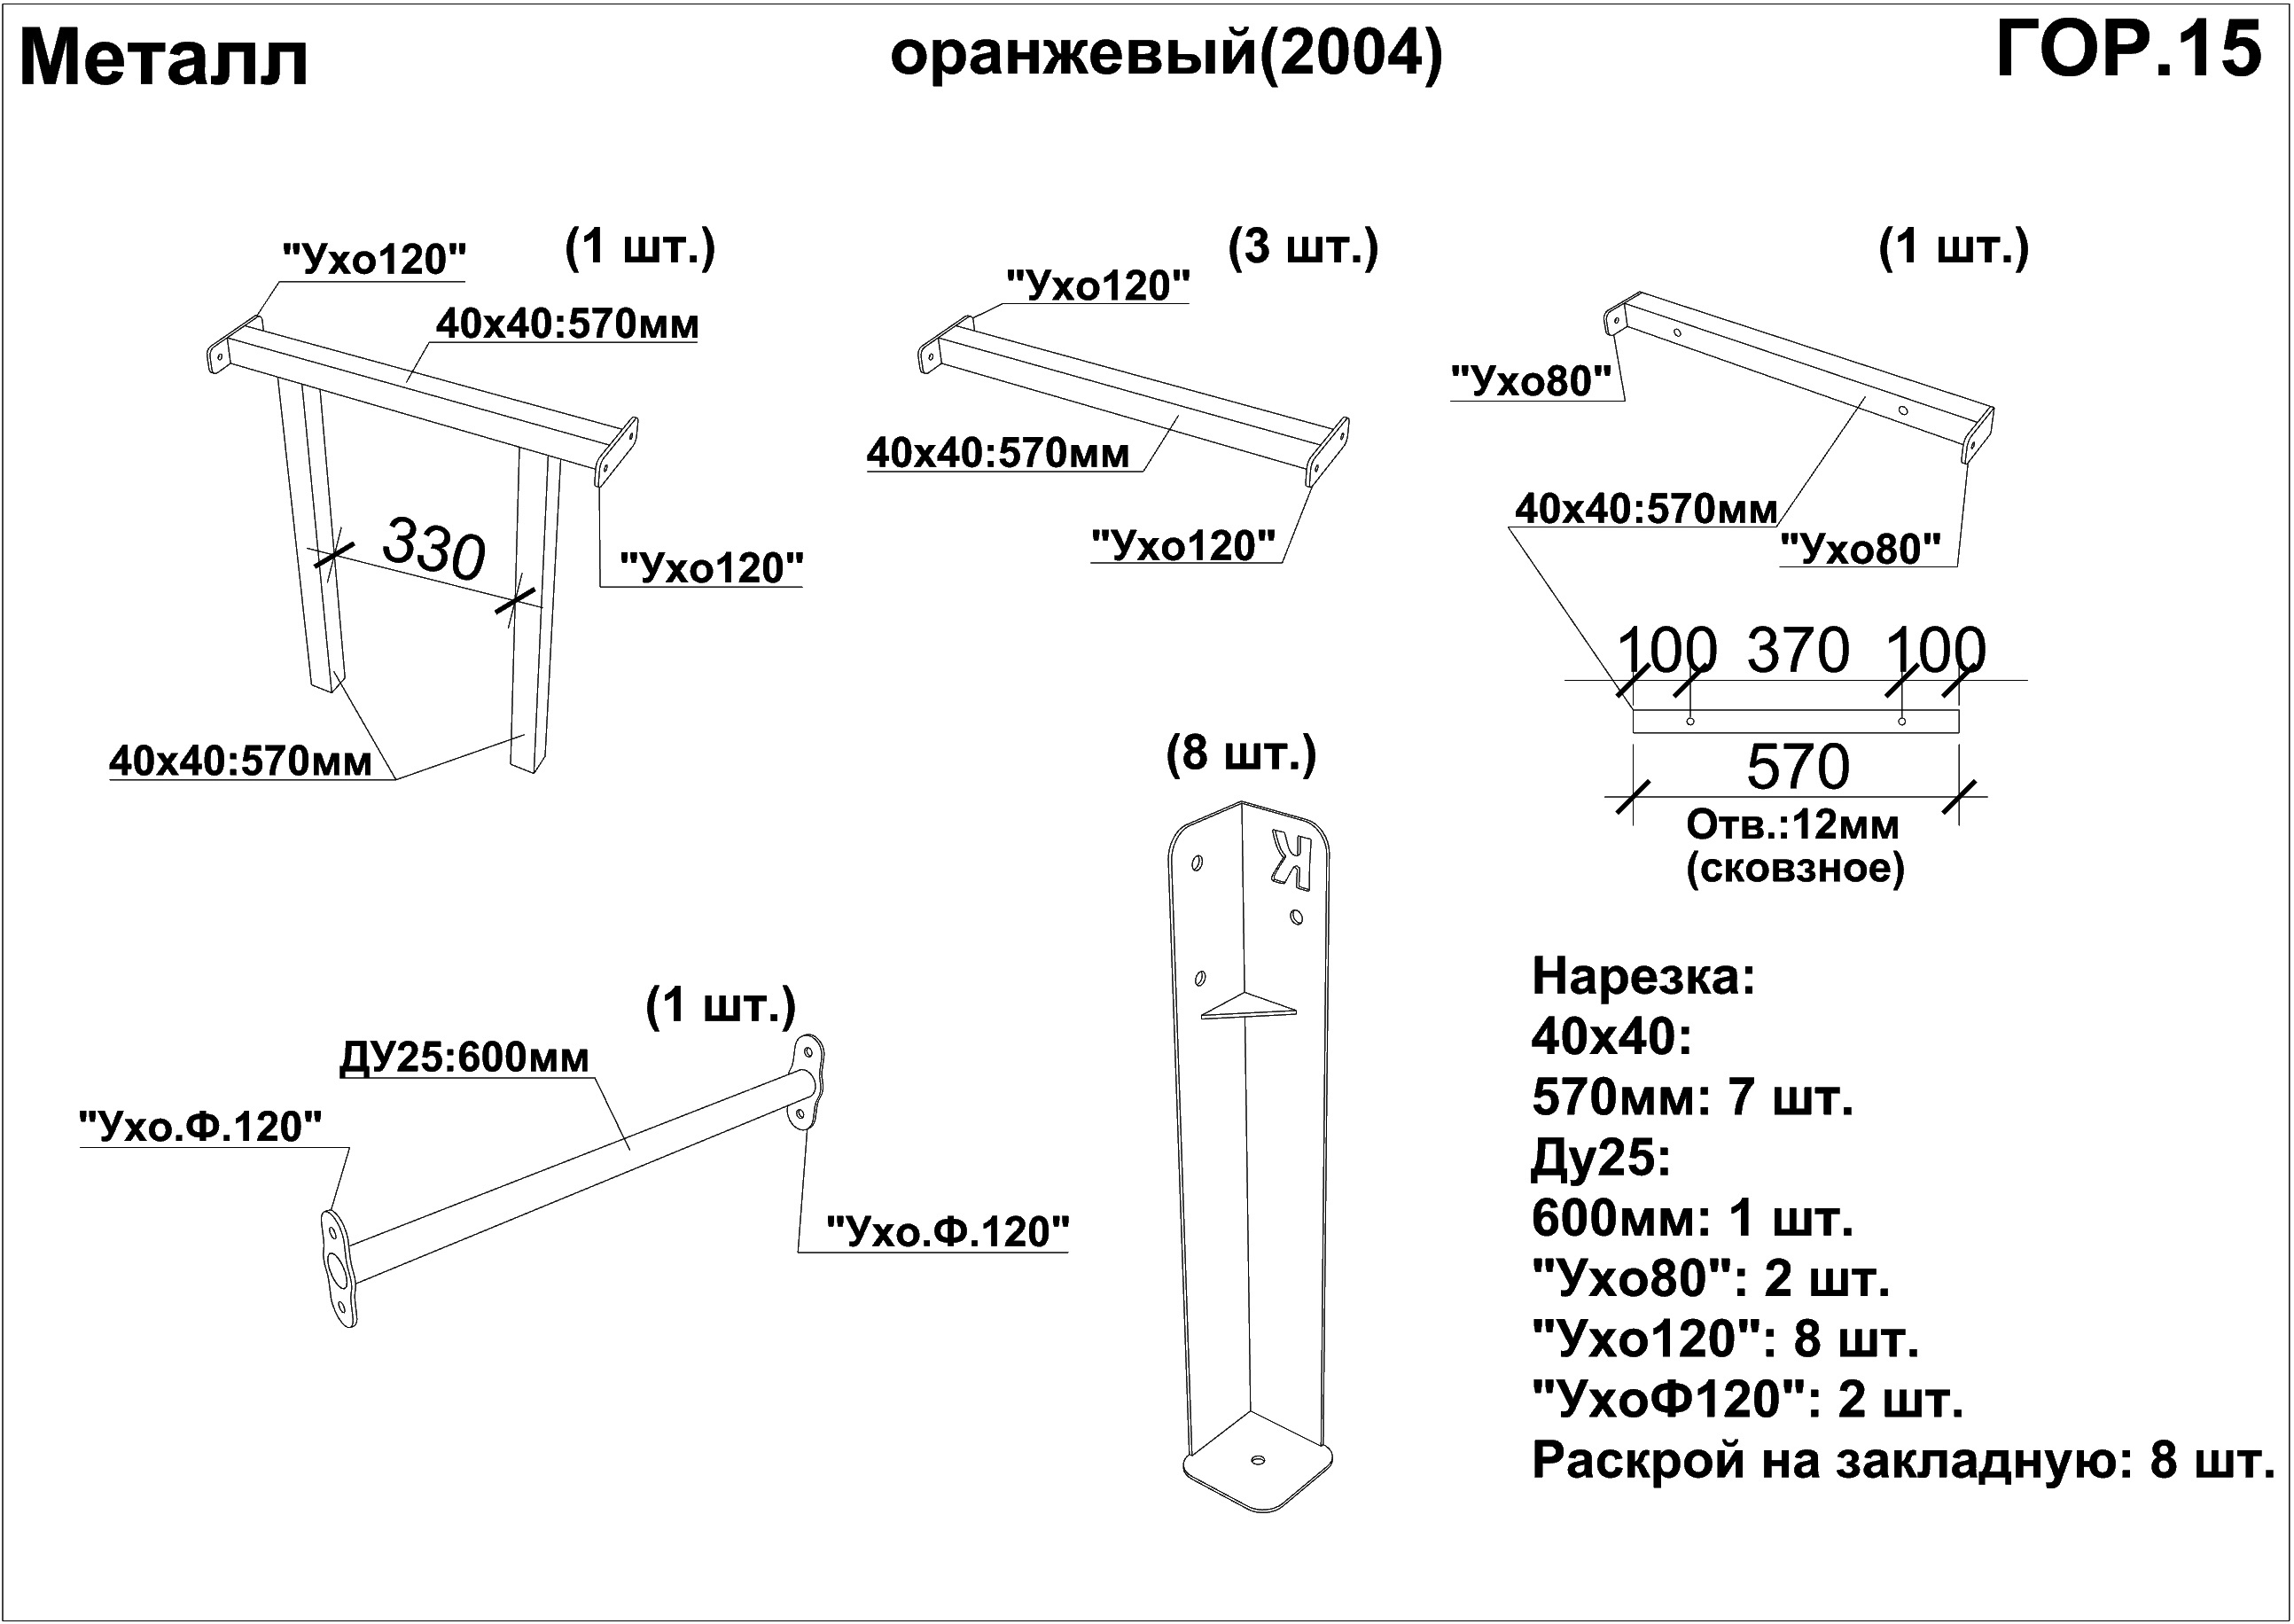 Металл
оранжевый(2004)
ГОР.15
"Ухо120"
(1 шт.)
40х40:570мм
330
"Ухо120"
40х40:570мм
(3 шт.)
"Ухо120"
40х40:570мм
"Ухо120"
(1 шт.)
"Ухо80"
40х40:570мм
"Ухо80"
100 370 100
570
Отв.:12мм
(сковзное)
(1 шт.)
ДУ25:600мм
"Ухо.Ф.120"
"Ухо.Ф.120"
(8 шт.)
К
Нарезка:
40х40:
570мм: 7 шт.
Ду25:
600мм: 1 шт.
"Ухо80": 2 шт.
"Ухо120": 8 шт.
"УхоФ120": 2 шт.
Раскрой на закладную: 8 шт.